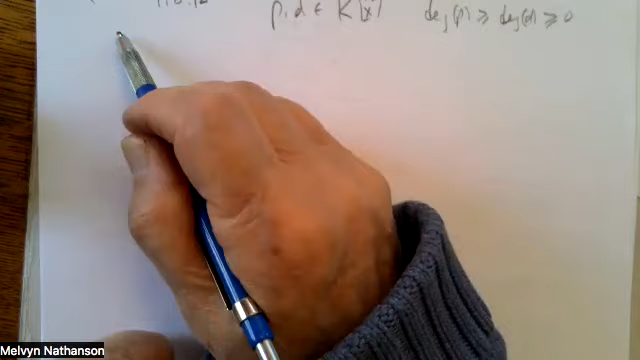 p, d ∈ K[x] deg(p) ≥ deg(d) ≥ 0
Melvyn Nathanson